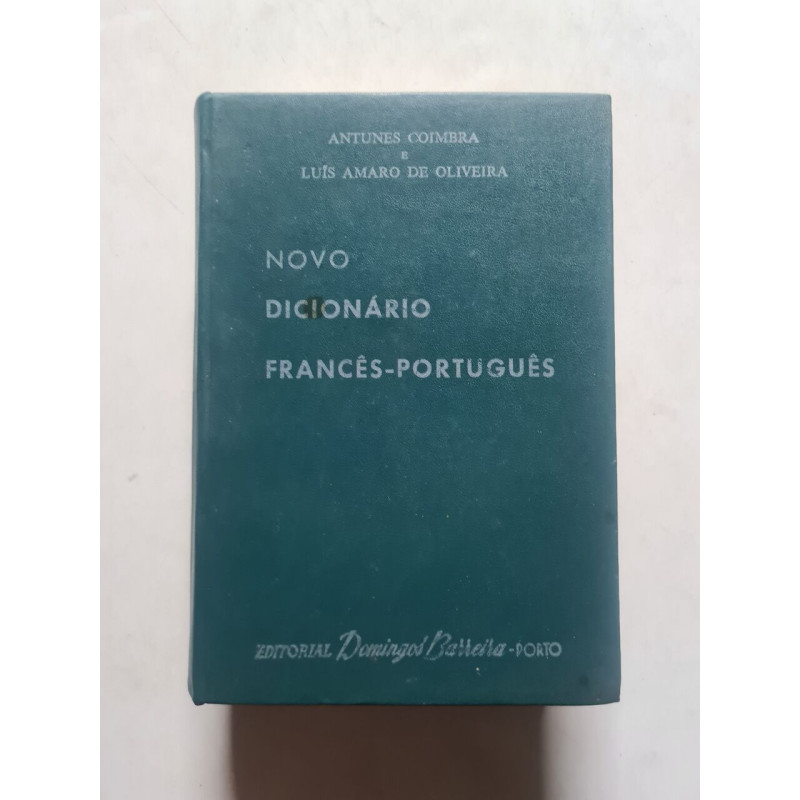 ANTUNES COIMBRA
E
LUÍS AMARO DE OLIVEIRA
NOVO
DICIONÁRIO
FRANCÊS-PORTUGUÊS
EDITORIAL Domingos Barreira - PORTO